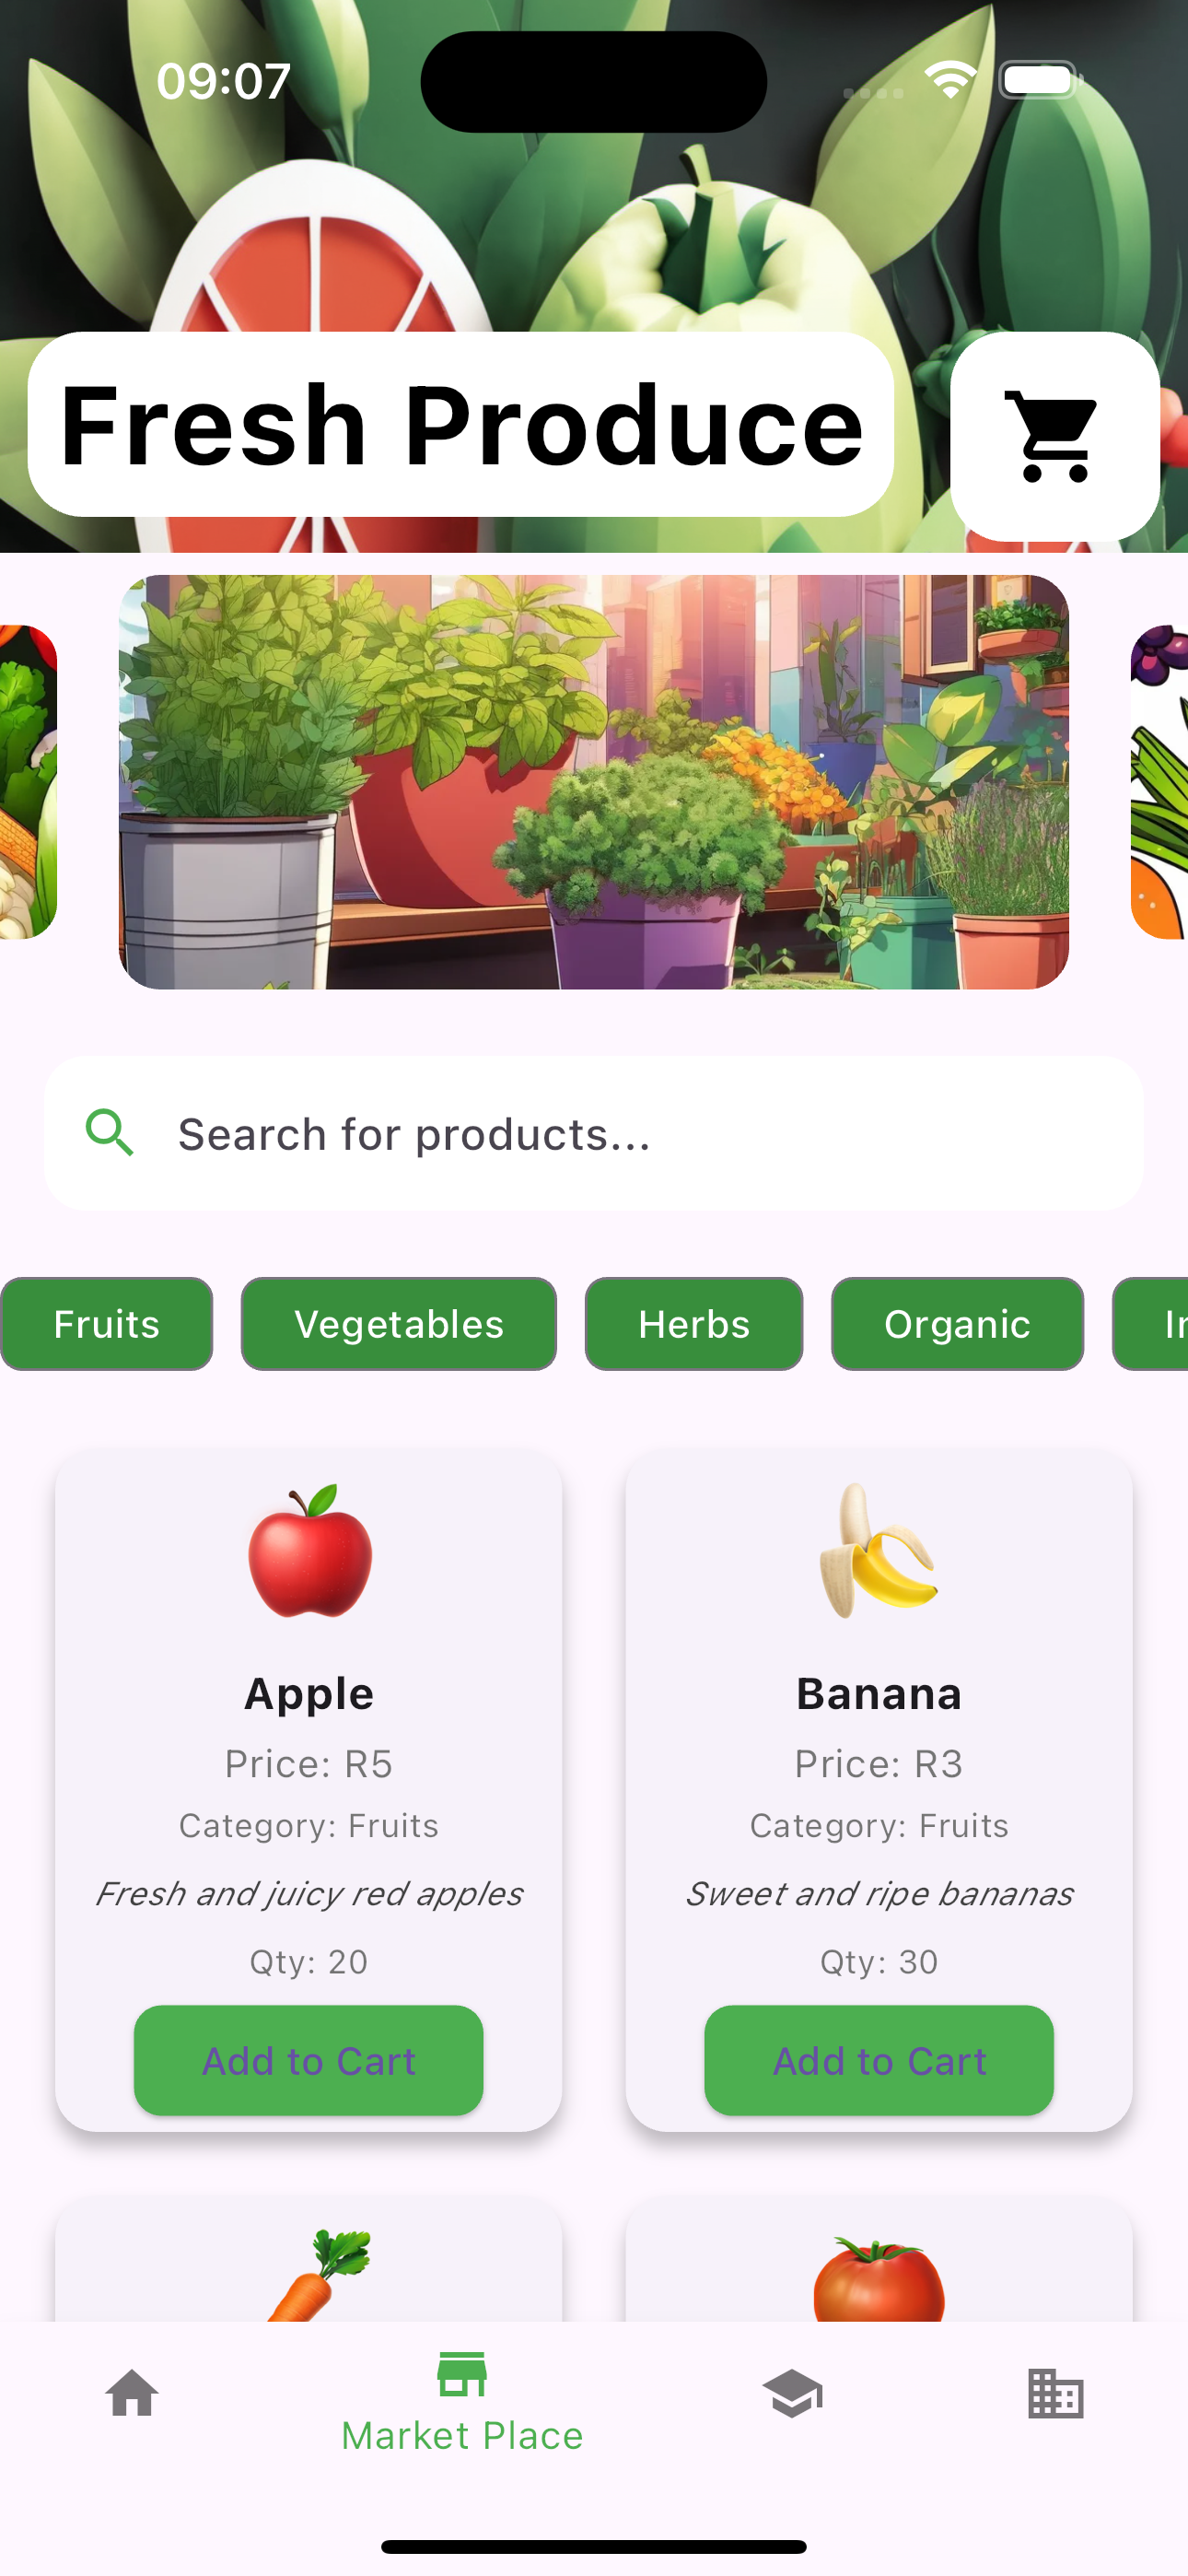 09:07
Fresh Produce
Search for products...
Fruits Vegetables Herbs Organic
Apple
Price: R5
Category: Fruits
Fresh and juicy red apples
Qty: 20
Add to Cart
Banana
Price: R3
Category: Fruits
Sweet and ripe bananas
Qty: 30
Add to Cart
Market Place